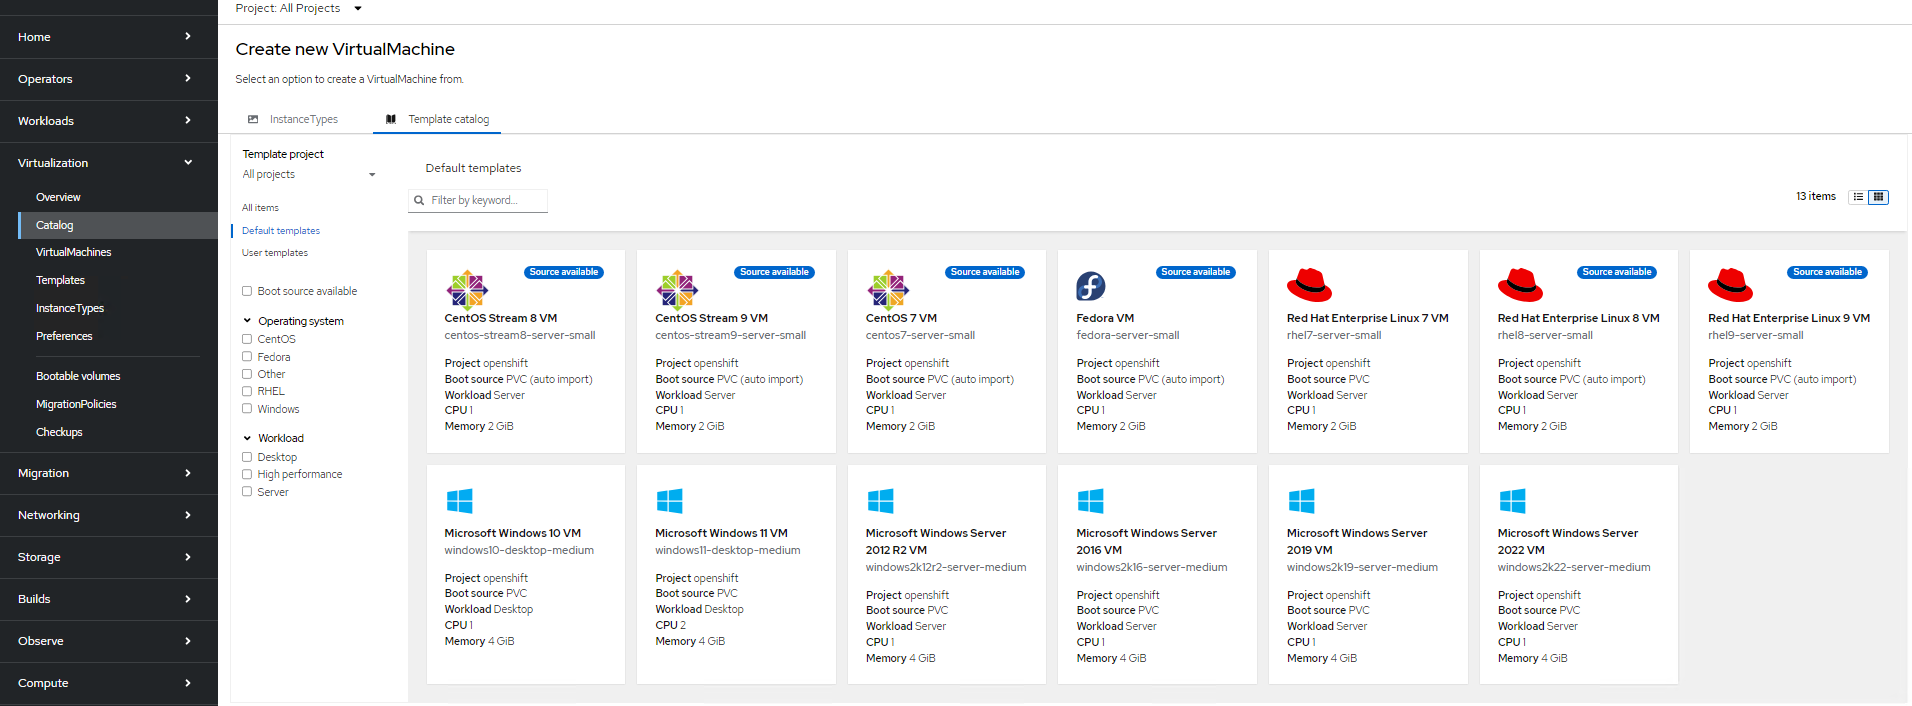 Project: All Projects
Home
Operators
Workloads
Virtualization
Overview
Catalog
VirtualMachines
Templates
InstanceTypes
Preferences
Bootable volumes
MigrationPolicies
Checkups
Migration
Networking
Storage
Builds
Observe
Compute
Create new VirtualMachine
Select an option to create a VirtualMachine from.
InstanceTypes
Template catalog
Template project
All projects
All items
Default templates
User templates
Boot source available
Operating system
CentOS
Fedora
Other
RHEL
Windows
Workload
Desktop
High performance
Server
Default templates
Filter by keyword...
13 items
Source available
CentOS Stream 8 VM
centos-stream8-server-small
Project openshift
Boot source PVC (auto import)
Workload Server
CPU 1
Memory 2 GiB
Source available
CentOS Stream 9 VM
centos-stream9-server-small
Project openshift
Boot source PVC (auto import)
Workload Server
CPU 1
Memory 2 GiB
Source available
CentOS 7 VM
centos7-server-small
Project openshift
Boot source PVC (auto import)
Workload Server
CPU 1
Memory 2 GiB
Source available
Fedora VM
fedora-server-small
Project openshift
Boot source PVC (auto import)
Workload Server
CPU 1
Memory 2 GiB
Red Hat Enterprise Linux 7 VM
rhel7-server-small
Project openshift
Boot source PVC
Workload Server
CPU 1
Memory 2 GiB
Source available
Red Hat Enterprise Linux 8 VM
rhel8-server-small
Project openshift
Boot source PVC (auto import)
Workload Server
CPU 1
Memory 2 GiB
Source available
Red Hat Enterprise Linux 9 VM
rhel9-server-small
Project openshift
Boot source PVC (auto import)
Workload Server
CPU 1
Memory 2 GiB
Microsoft Windows 10 VM
windows10-desktop-medium
Project openshift
Boot source PVC
Workload Desktop
CPU 1
Memory 4 GiB
Microsoft Windows 11 VM
windows11-desktop-medium
Project openshift
Boot source PVC
Workload Desktop
CPU 2
Memory 4 GiB
Microsoft Windows Server
2012 R2 VM
windows2k12r2-server-medium
Project openshift
Boot source PVC
Workload Server
CPU 1
Memory 4 GiB
Microsoft Windows Server
2016 VM
windows2k16-server-medium
Project openshift
Boot source PVC
Workload Server
CPU 1
Memory 4 GiB
Microsoft Windows Server
2019 VM
windows2k19-server-medium
Project openshift
Boot source PVC
Workload Server
CPU 1
Memory 4 GiB
Microsoft Windows Server
2022 VM
windows2k22-server-medium
Project openshift
Boot source PVC
Workload Server
CPU 1
Memory 4 GiB